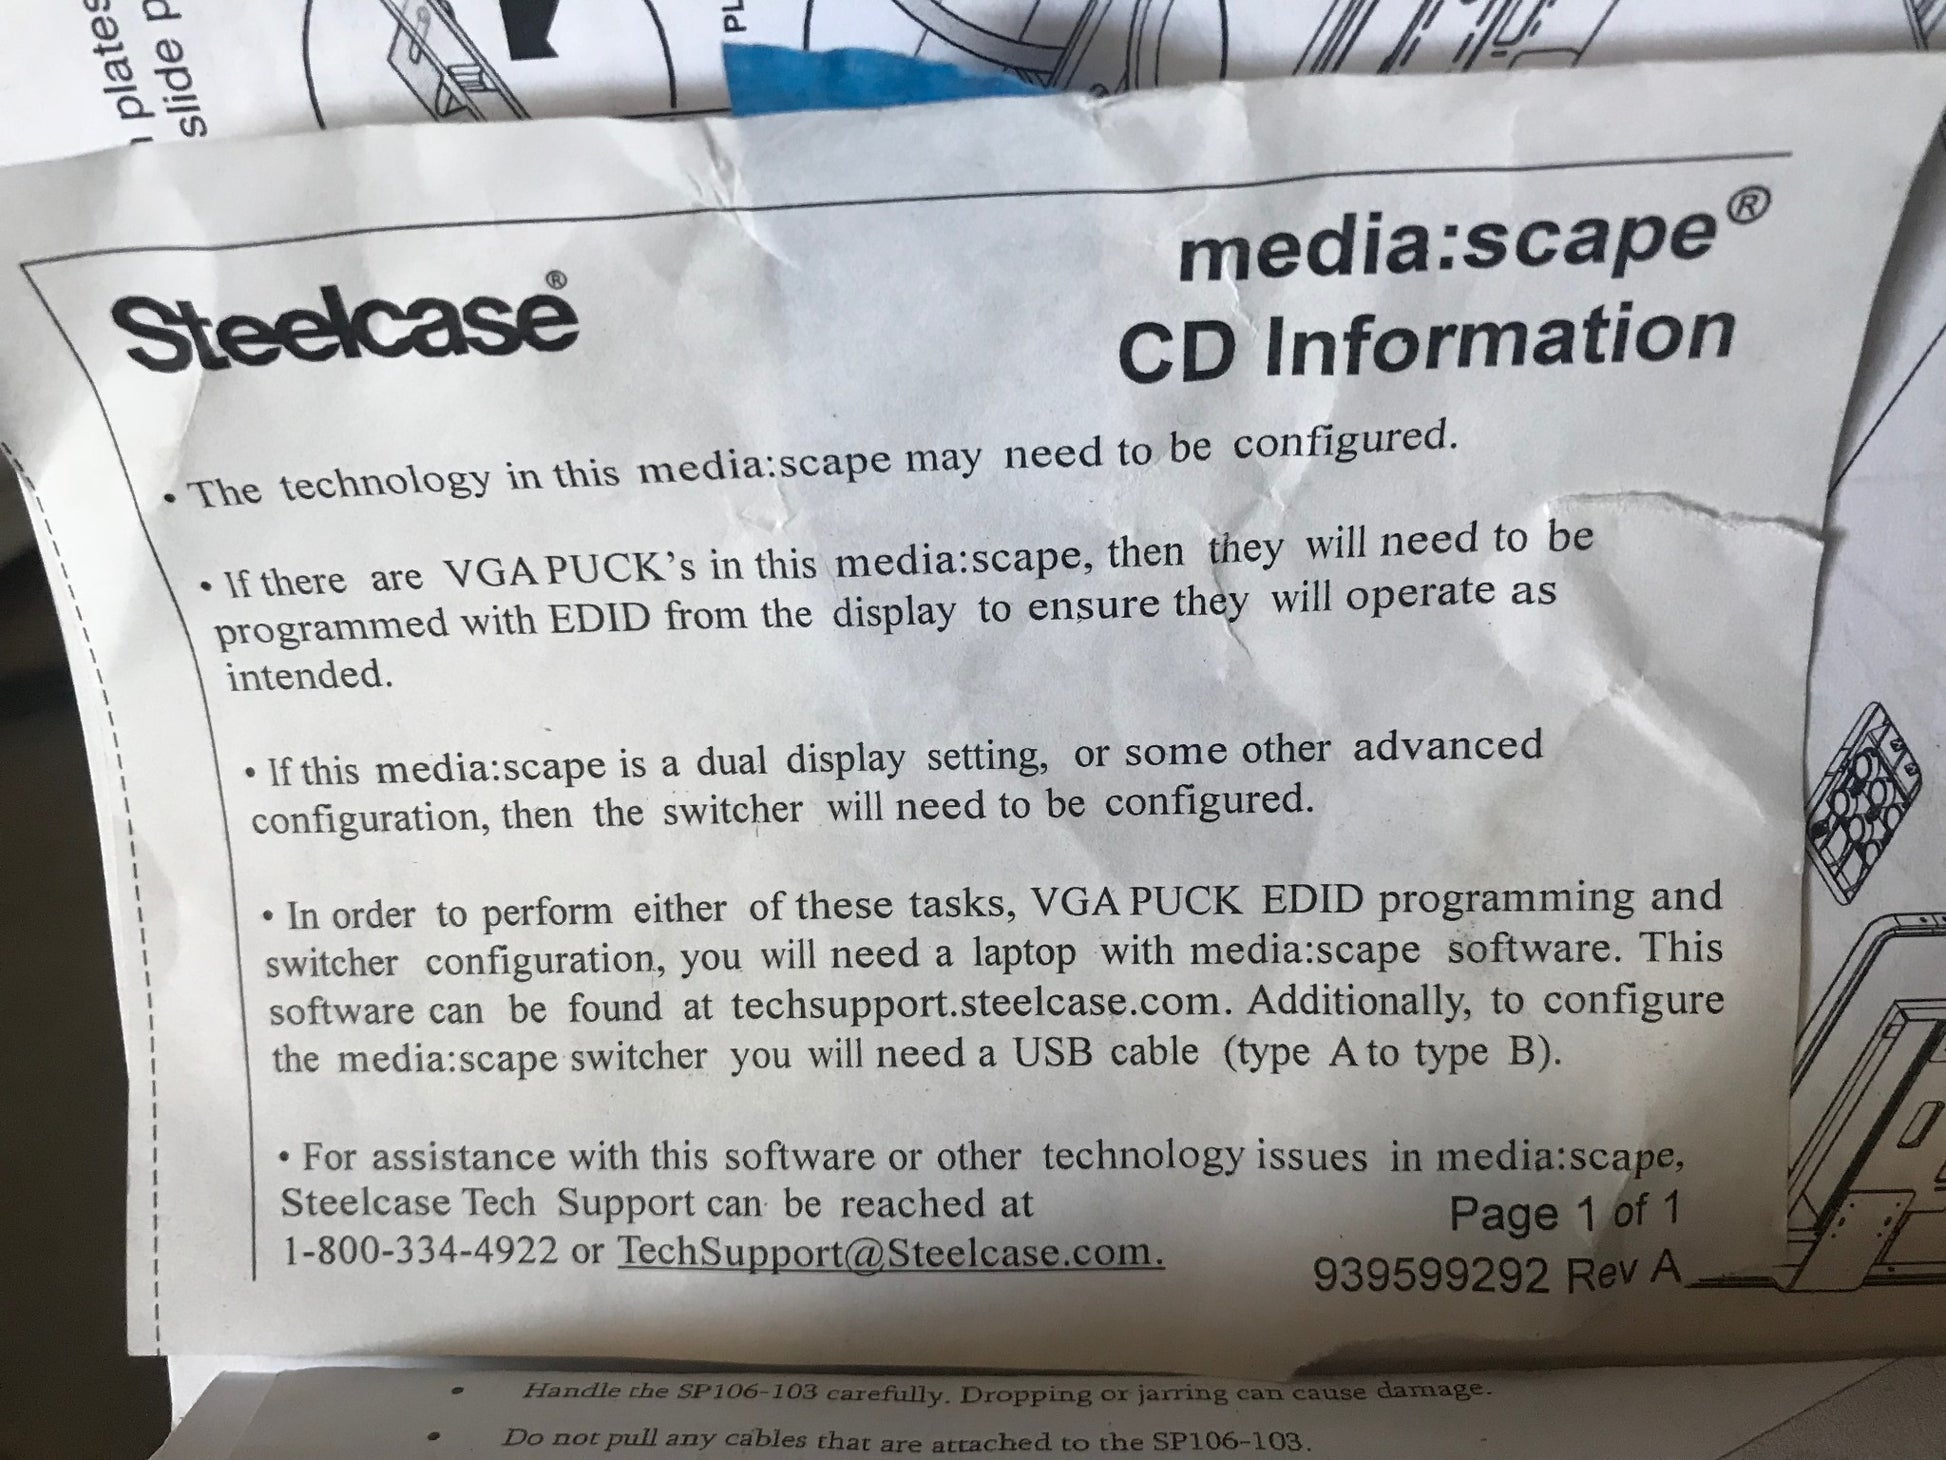 plates
slide p
PL
Steelcase®
media:scape®
CD Information
• The technology in this media:scape may need to be configured.
• If there are VGA PUCK's in this media:scape, then they will need to be
programmed with EDID from the display to ensure they will operate as
intended.
• If this media:scape is a dual display setting, or some other advanced
configuration, then the switcher will need to be configured.
• In order to perform either of these tasks, VGA PUCK EDID programming and
switcher configuration, you will need a laptop with media:scape software. This
software can be found at techsupport.steelcase.com. Additionally, to configure
the media:scape switcher you will need a USB cable (type A to type B).
• For assistance with this software or other technology issues in media:scape,
Steelcase Tech Support can be reached at
1-800-334-4922 or TechSupport@Steelcase.com.
Page 1 of 1
939599292 Rev A
• Handle the SP106-103 carefully. Dropping or jarring can cause damage.
• Do not pull any cables that are attached to the SP106-103.